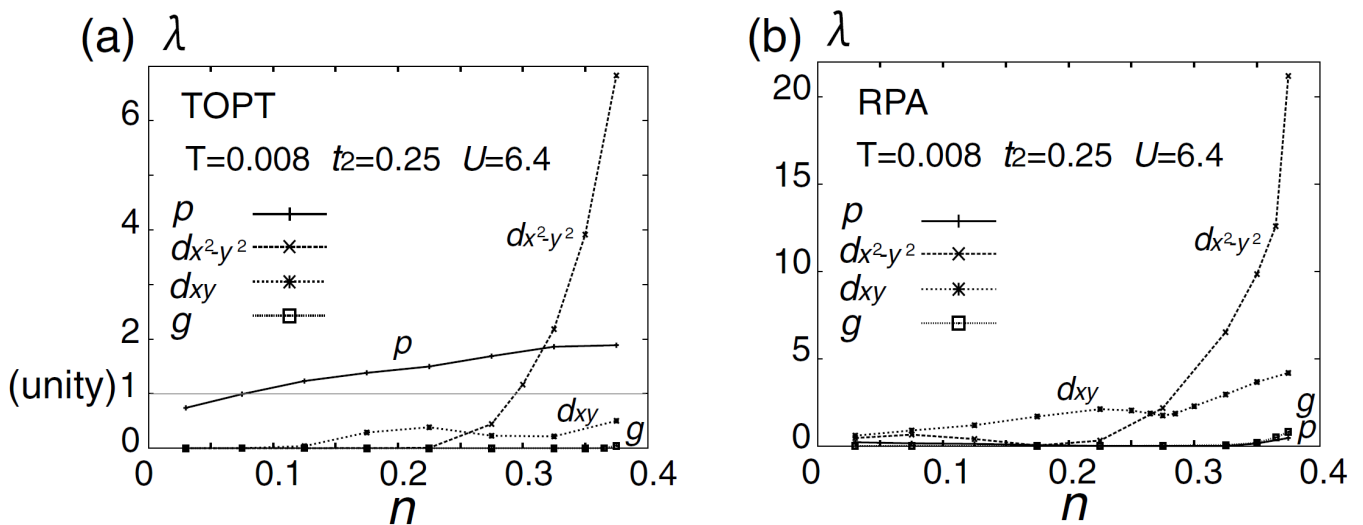 (a) λ
6
4
2
(unity) 1
0
TOPT
T=0.008 t2=0.25 U=6.4
p
dx²-y²
dxy
g
dx²-y²
p
dxy
g
0 0.1 0.2 0.3 0.4
n
(b) λ
20
15
10
5
0
RPA
T=0.008 t2=0.25 U=6.4
p
dx²-y²
dxy
g
dx²-y²
dxy
g
p
0 0.1 0.2 0.3 0.4
n